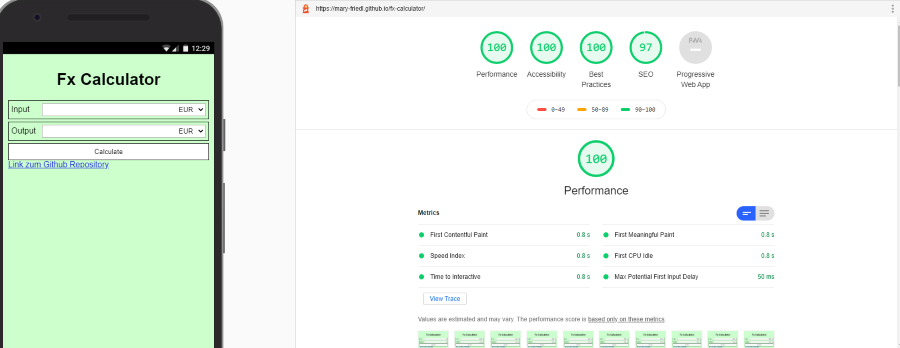 12:29
Fx Calculator
Input EUR
Output EUR
Calculate
Link zum Github Repository
https://mary-friedl.github.io/fx-calculator/
100 100 100 97
Performance Accessibility Best Practices SEO Progressive Web App
0-49 50-89 90-100
100
Performance
Metrics
First Contentful Paint 0.8 s First Meaningful Paint 0.8 s
Speed Index 0.8 s First CPU Idle 0.8 s
Time to Interactive 0.8 s Max Potential First Input Delay 50 ms
View Trace
Values are estimated and may vary. The performance score is based only on these metrics.